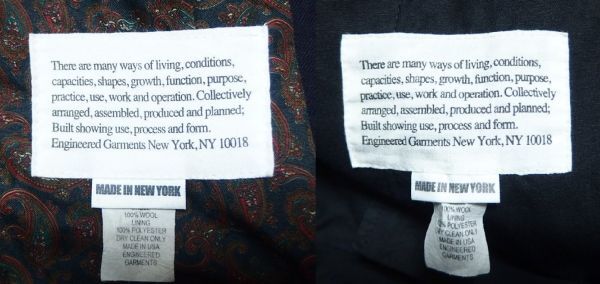 There are many ways of living, conditions,
capacities, shapes, growth, function, purpose,
practice, use, work and operation. Collectively
arranged, assembled, produced and planned;
Built showing use, process and form.
Engineered Garments New York, NY 10018
MADE IN NEW YORK
100% WOOL
LINING
100% POLYESTER
DRY CLEAN ONLY
MADE IN USA
ENGINEERED
GARMENTS
There are many ways of living, conditions,
capacities, shapes, growth, function, purpose,
practice, use, work and operation. Collectively
arranged, assembled, produced and planned;
Built showing use, process and form.
Engineered Garments New York, NY 10018
MADE IN NEW YORK
100% WOOL
LINING
100% POLYESTER
DRY CLEAN ONLY
MADE IN USA
ENGINEERED
GARMENTS